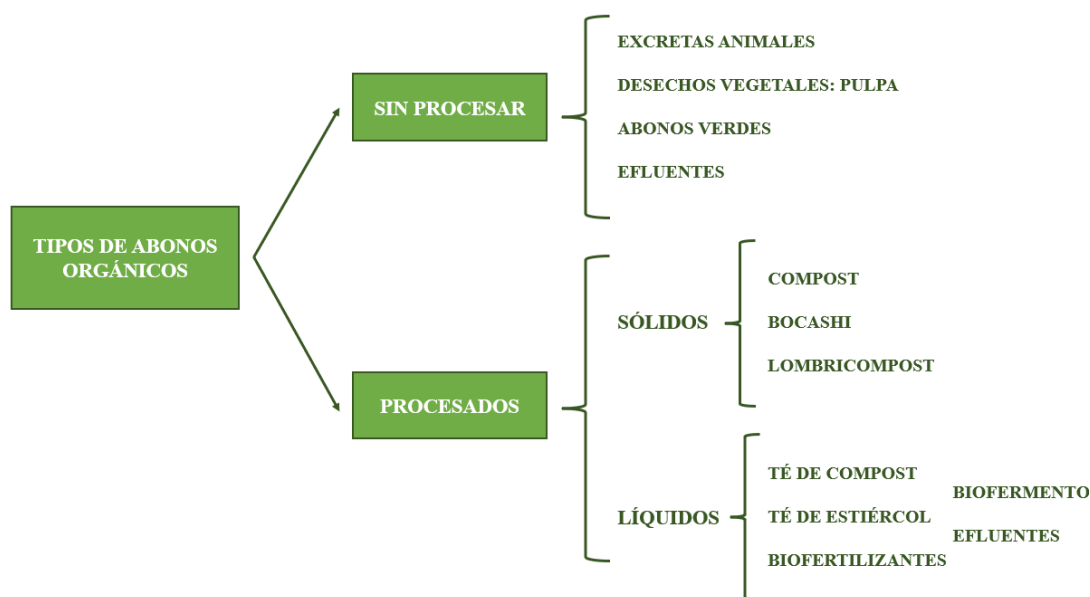 TIPOS DE ABONOS
ORGÁNICOS
SIN PROCESAR
EXCRETAS ANIMALES
DESECHOS VEGETALES: PULPA
ABONOS VERDES
EFLUENTES
PROCESADOS
SÓLIDOS
COMPOST
BOCASHI
LOMBRICOMPOST
LÍQUIDOS
TÉ DE COMPOST
TÉ DE ESTIÉRCOL
BIOFERTILIZANTES
BIOFERMENTO
EFLUENTES